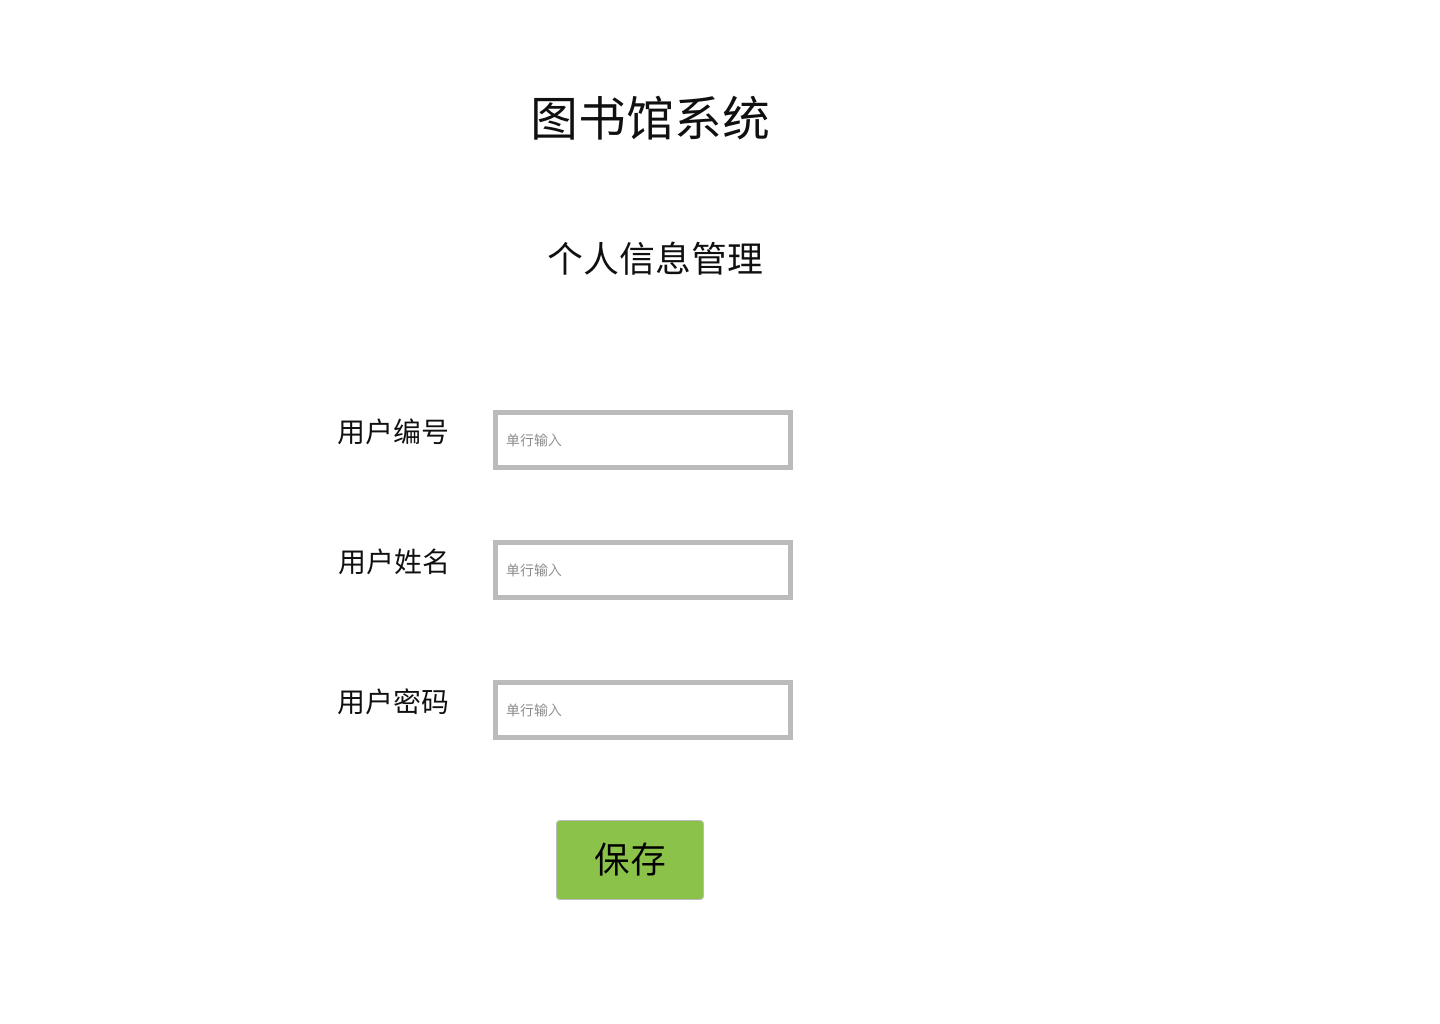 图书馆系统
个人信息管理
用户编号
单行输入
用户姓名
单行输入
用户密码
单行输入
保存